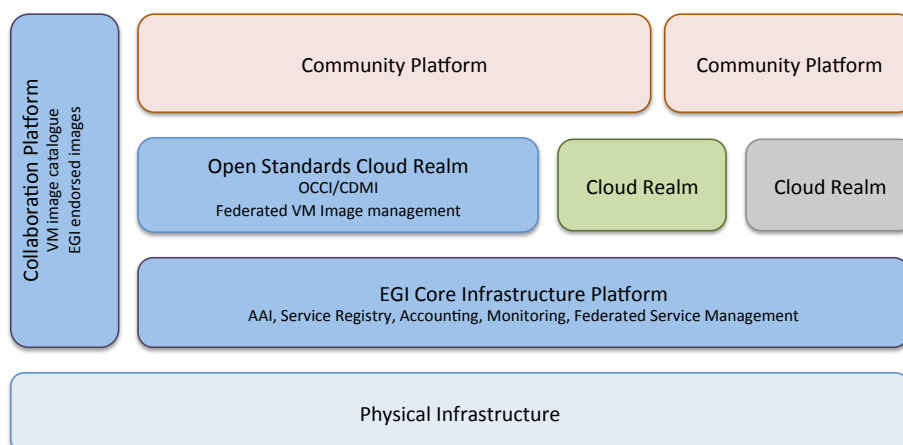 Collaboration Platform
VM image catalogue
EGI endorsed images
Community Platform
Community Platform
Open Standards Cloud Realm
OCCI/CDMI
Federated VM Image management
Cloud Realm
Cloud Realm
EGI Core Infrastructure Platform
AAI, Service Registry, Accounting, Monitoring, Federated Service Management
Physical Infrastructure